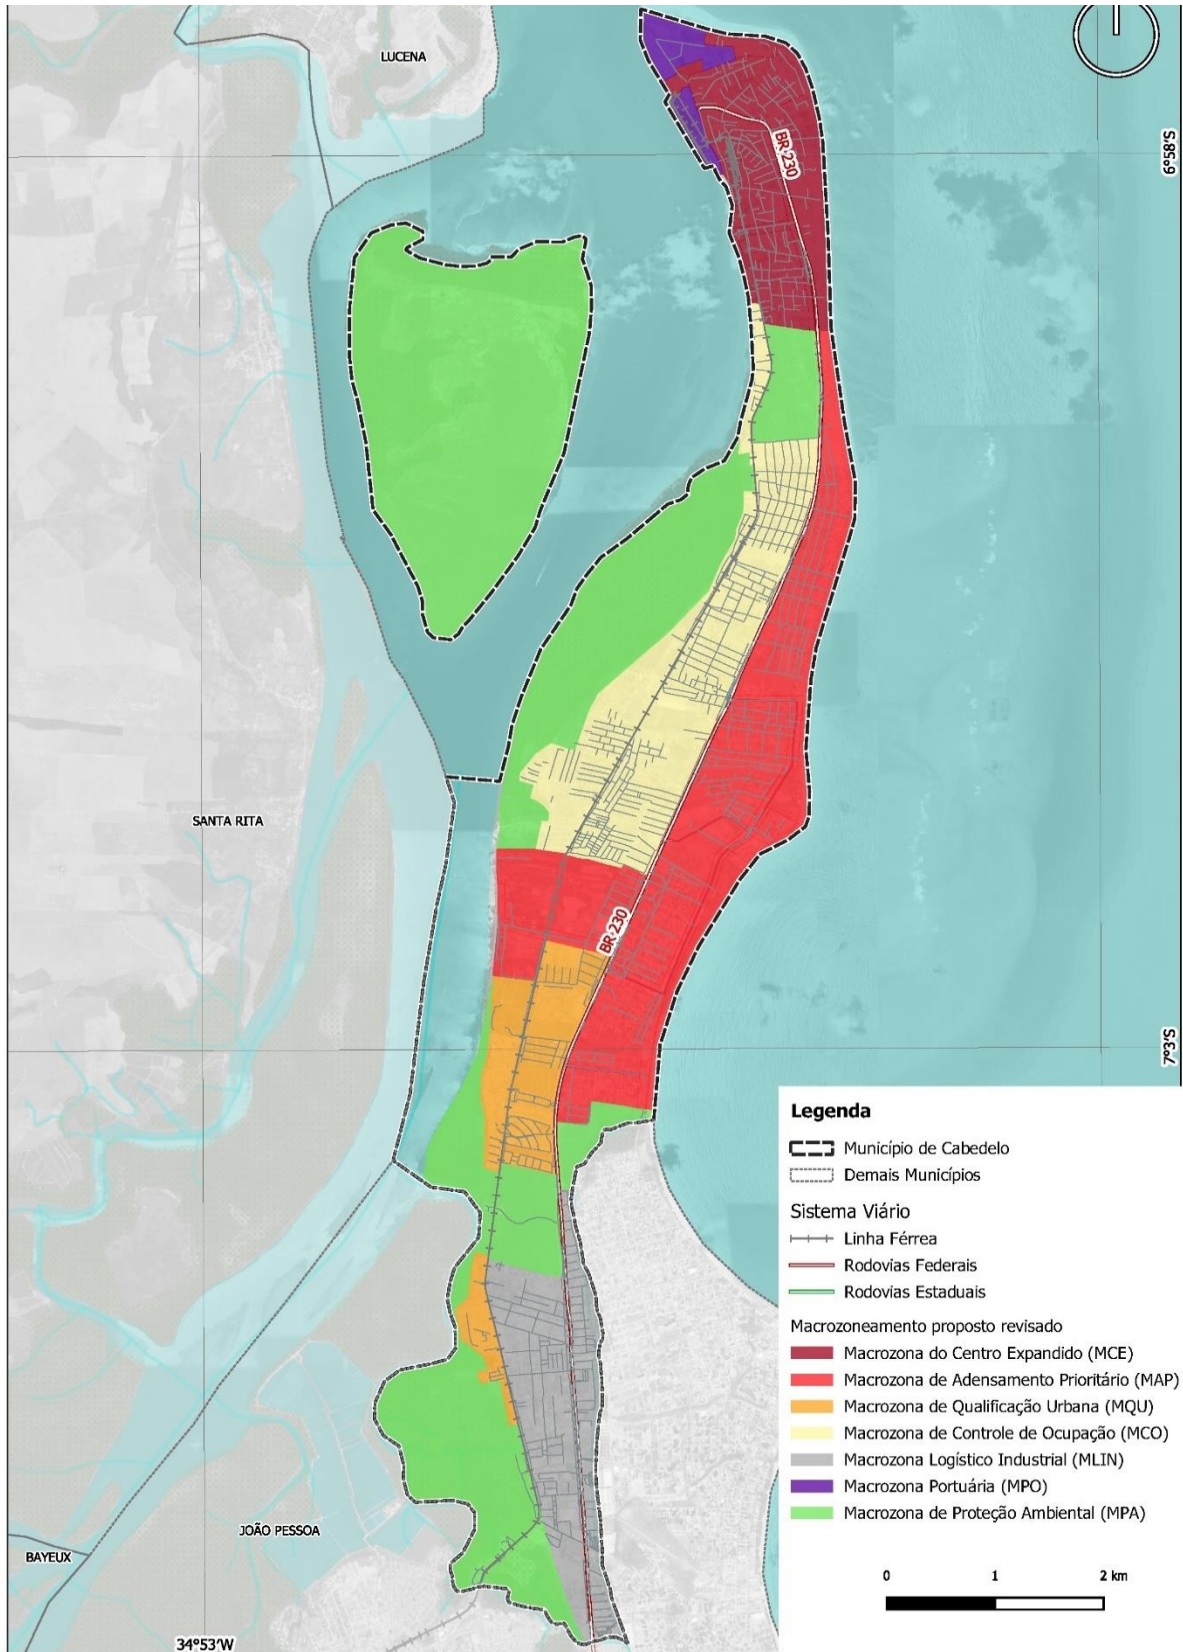 LUCENA
BR-230
6°58'S
SANTA RITA
BR-230
7°3'S
Legenda
Município de Cabedelo
Demais Municípios
Sistema Viário
Linha Férrea
Rodovias Federais
Rodovias Estaduais
Macrozoneamento proposto revisado
Macrozona do Centro Expandido (MCE)
Macrozona de Adensamento Prioritário (MAP)
Macrozona de Qualificação Urbana (MQU)
Macrozona de Controle de Ocupação (MCO)
Macrozona Logístico Industrial (MLIN)
Macrozona Portuária (MPO)
Macrozona de Proteção Ambiental (MPA)
JOÃO PESSOA
BAYEUX
0 1 2 km
34°53'W